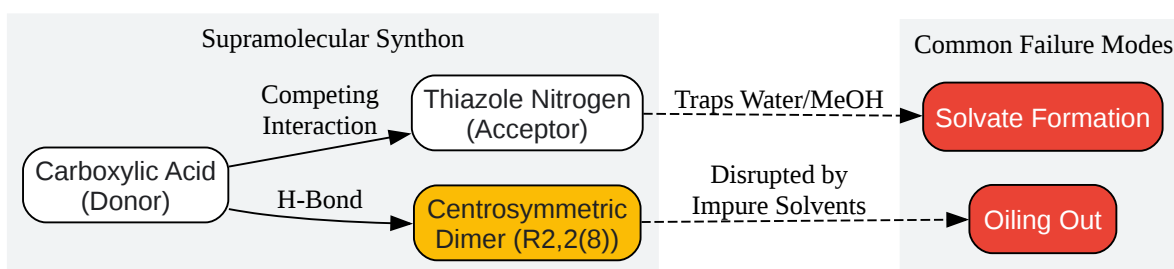 Supramolecular Synthon
Common Failure Modes
Competing
Interaction
Thiazole Nitrogen
(Acceptor)
Traps Water/MeOH
Solvate Formation
Carboxylic Acid
(Donor)
H-Bond
Centrosymmetric
Dimer (R2,2(8))
Disrupted by
Impure Solvents
Oiling Out